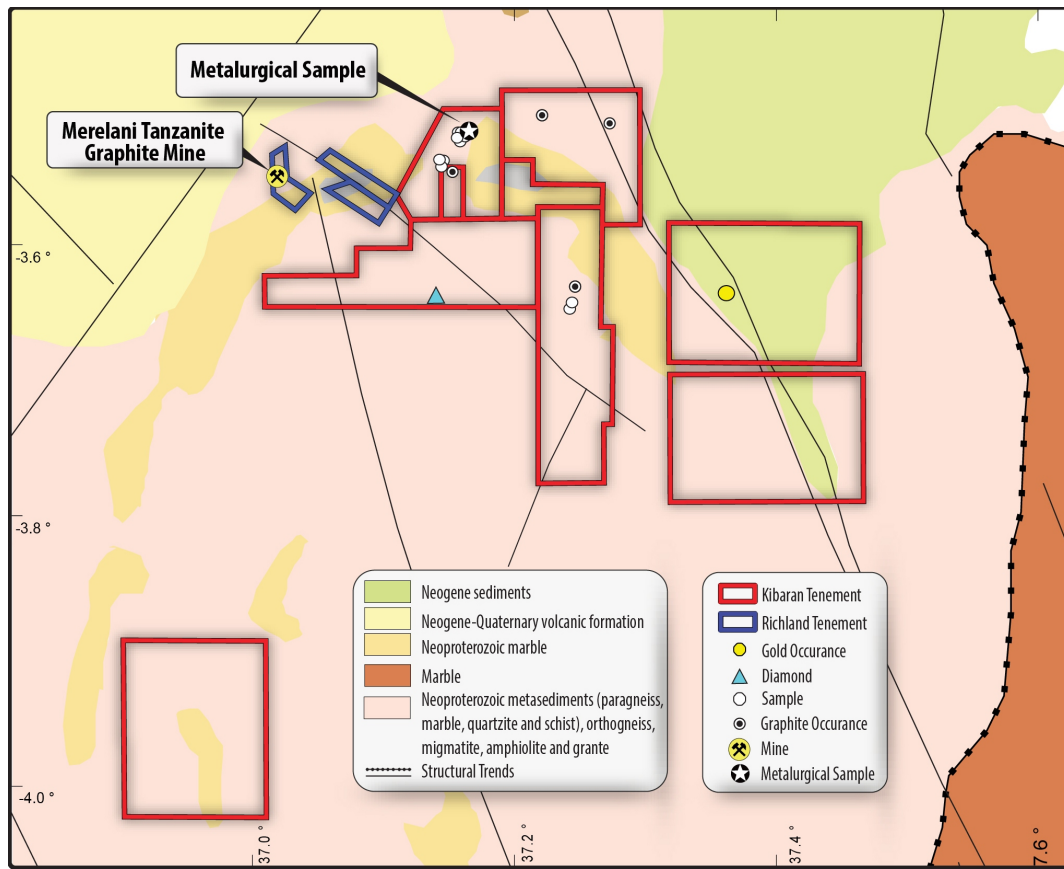 Metalurgical Sample
Merelani Tanzanite
Graphite Mine
-3.6 °
-3.8 °
-4.0 °
37.0 °
37.2 °
37.4 °
37.6 °
Neogene sediments
Neogene-Quaternary volcanic formation
Neoproterozoic marble
Marble
Neoproterozoic metasediments (paragneiss,
marble, quartzite and schist), orthogneiss,
migmatite, amphiolite and grante
Structural Trends
Kibaran Tenement
Richland Tenement
Gold Occurance
Diamond
Sample
Graphite Occurance
Mine
Metalurgical Sample